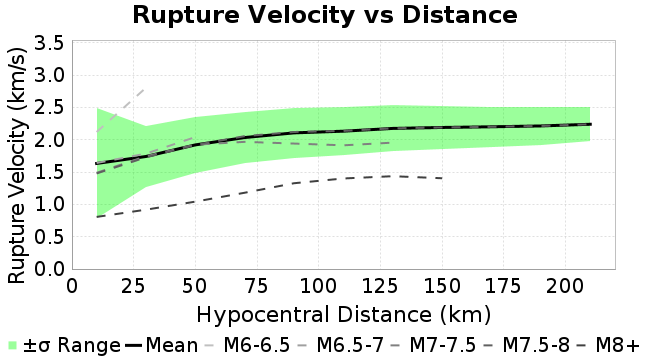 Rupture Velocity vs Distance
Rupture Velocity (km/s)
3.5
3.0
2.5
2.0
1.5
1.0
0.5
0.0
0 25 50 75 100 125 150 175 200
Hypocentral Distance (km)
±σ Range Mean M6-6.5 M6.5-7 M7-7.5 M7.5-8 M8+